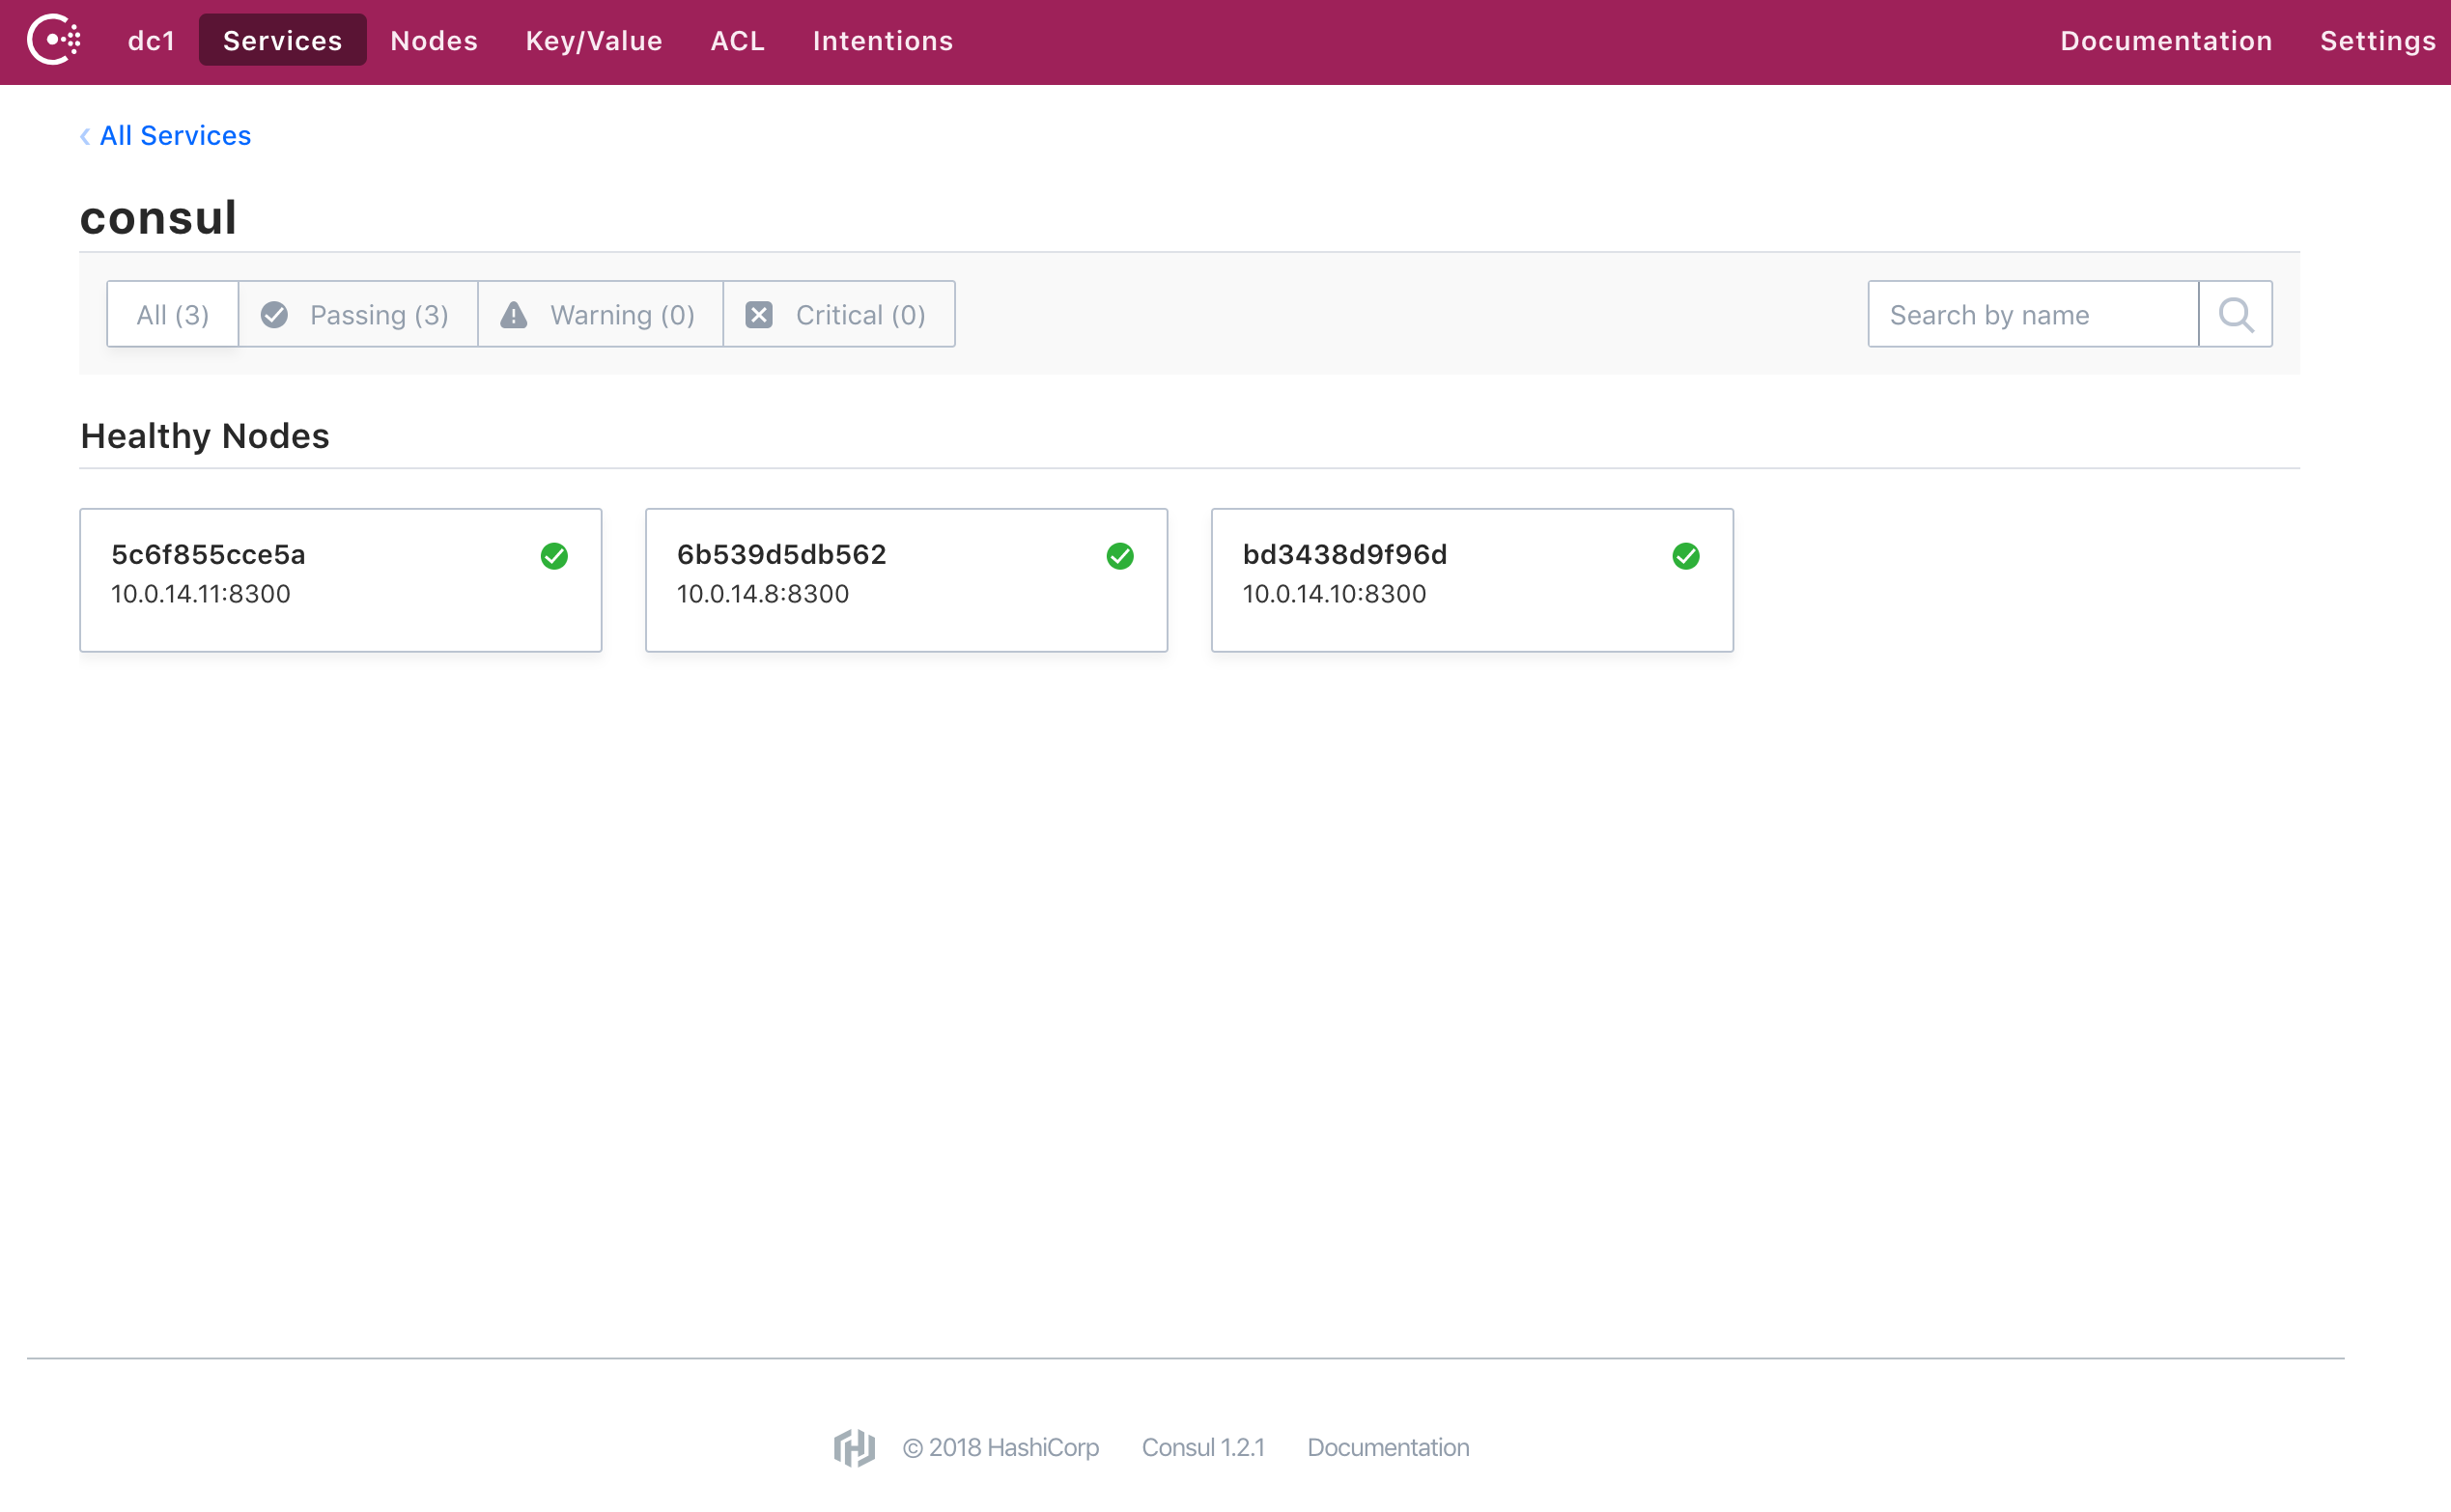 dc1 Services Nodes Key/Value ACL Intentions Documentation Settings
‹ All Services
consul
All (3) Passing (3) Warning (0) Critical (0) Search by name
Healthy Nodes
5c6f855cce5a
10.0.14.11:8300
6b539d5db562
10.0.14.8:8300
bd3438d9f96d
10.0.14.10:8300
© 2018 HashiCorp Consul 1.2.1 Documentation